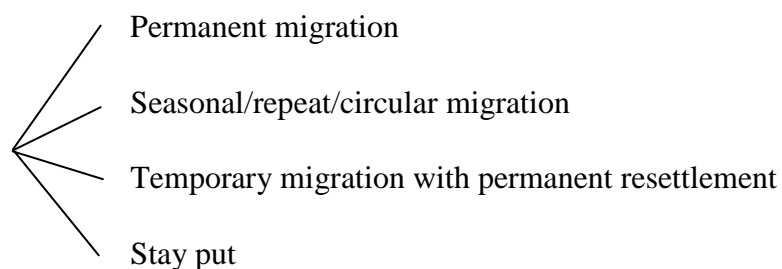 Permanent migration
Seasonal/repeat/circular migration
Temporary migration with permanent resettlement
Stay put